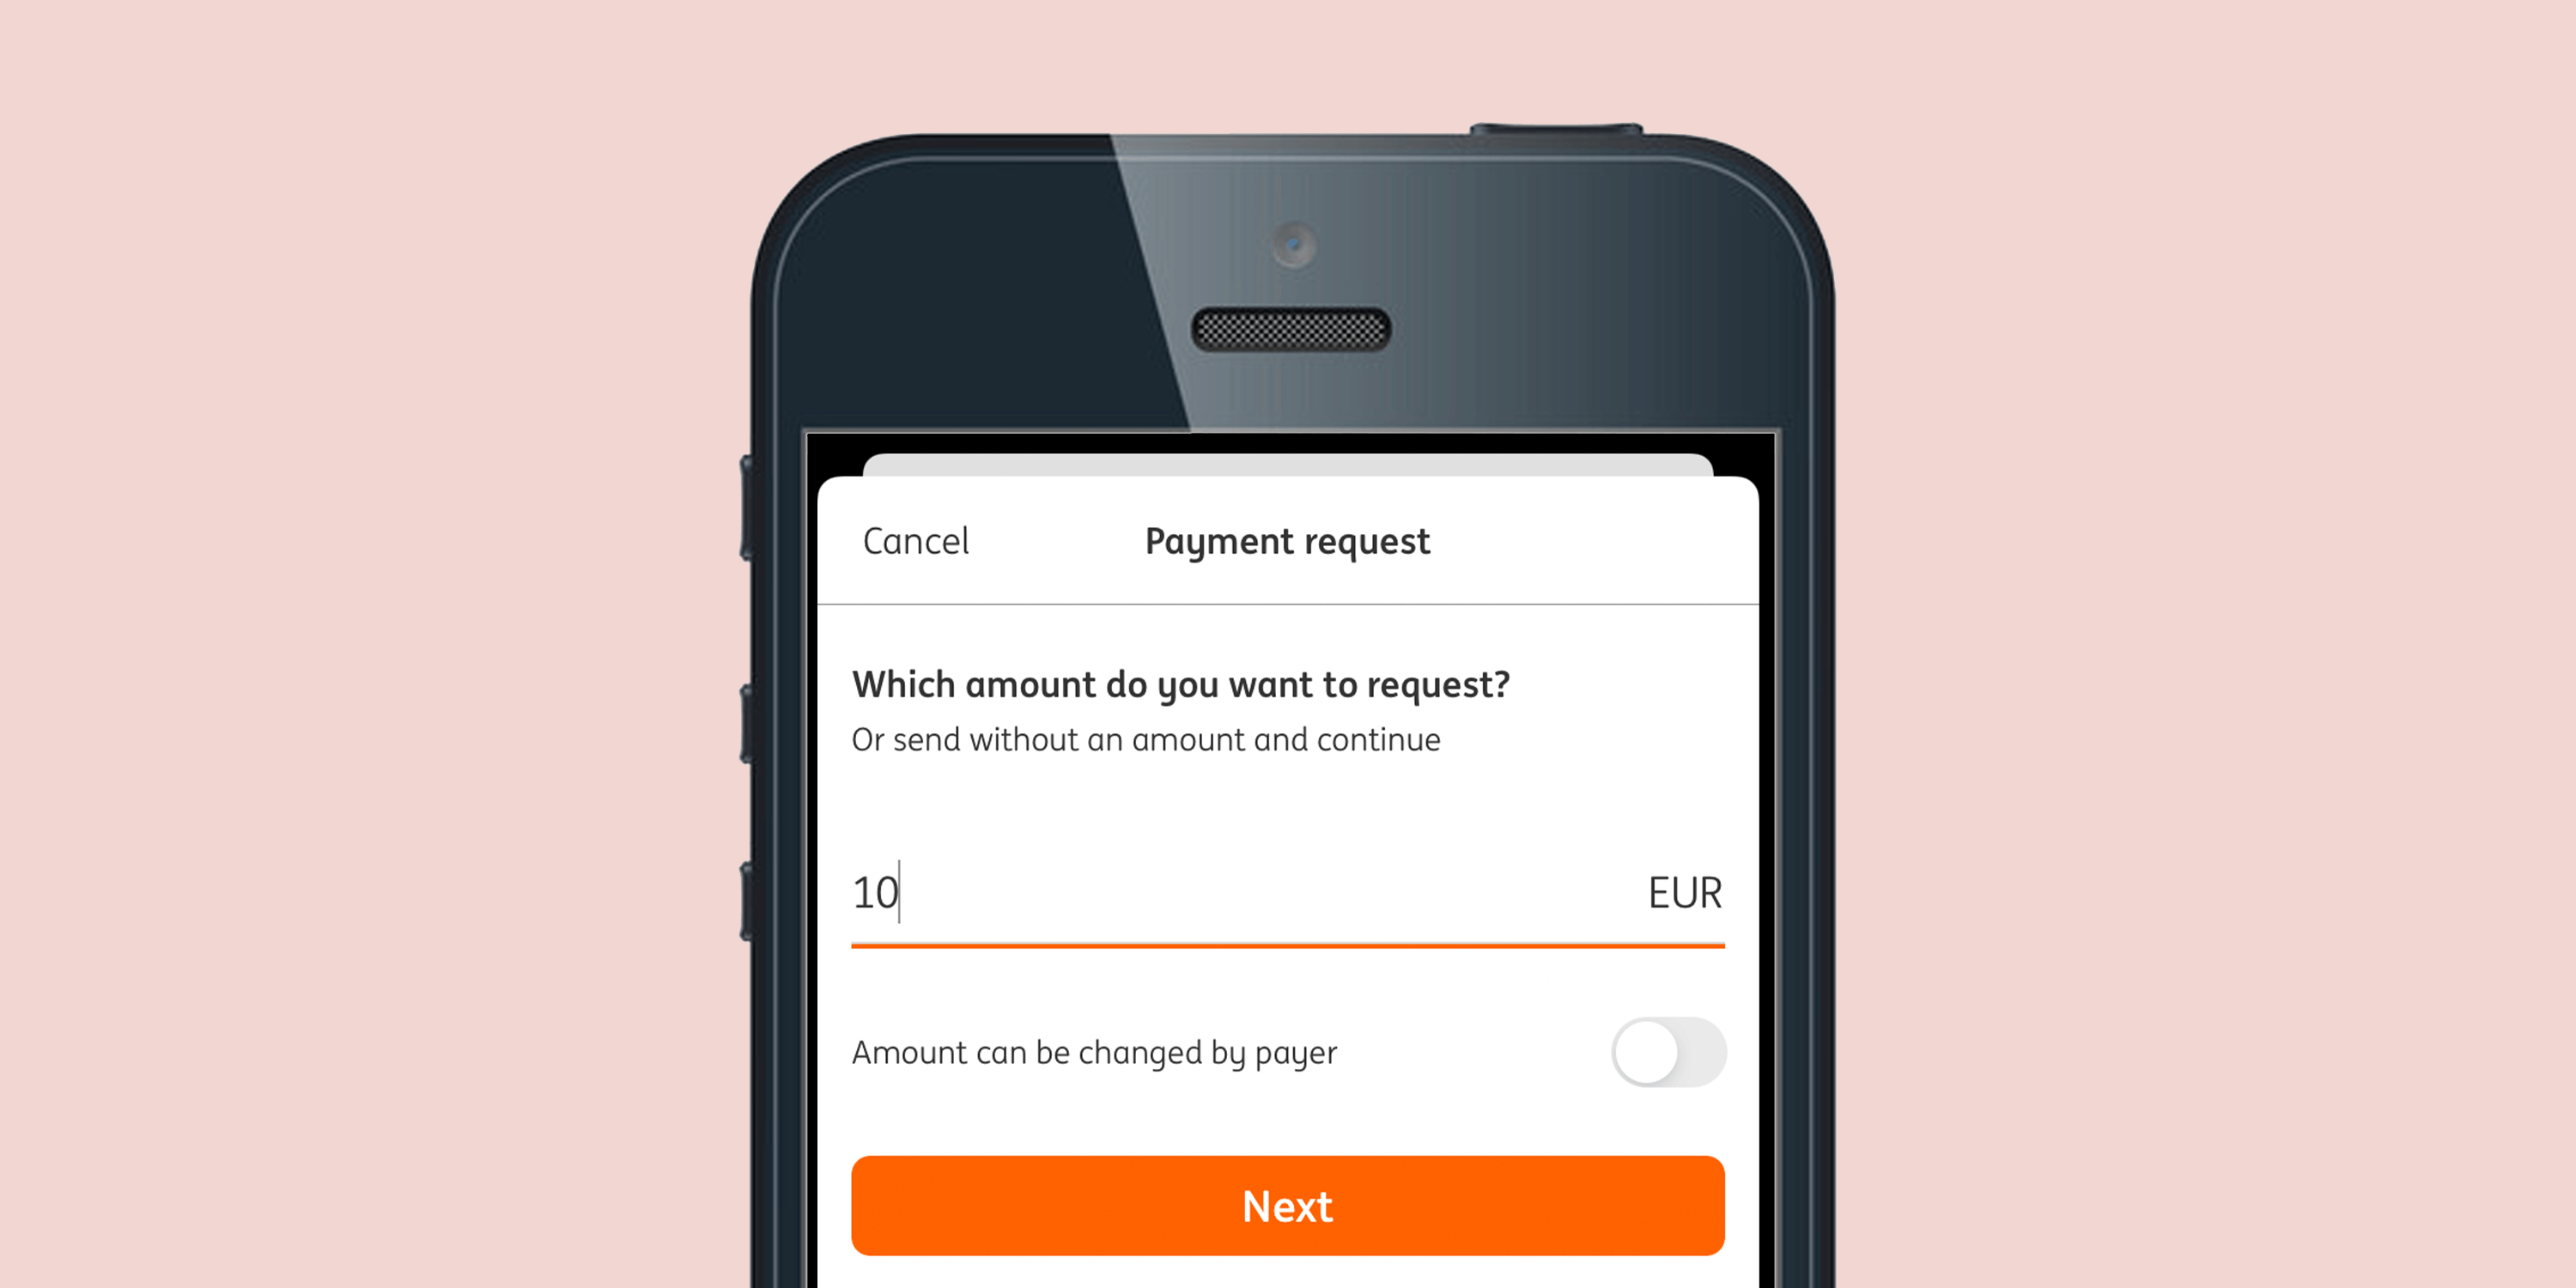 Cancel
Payment request
Which amount do you want to request?
Or send without an amount and continue
10
EUR
Amount can be changed by payer
Next